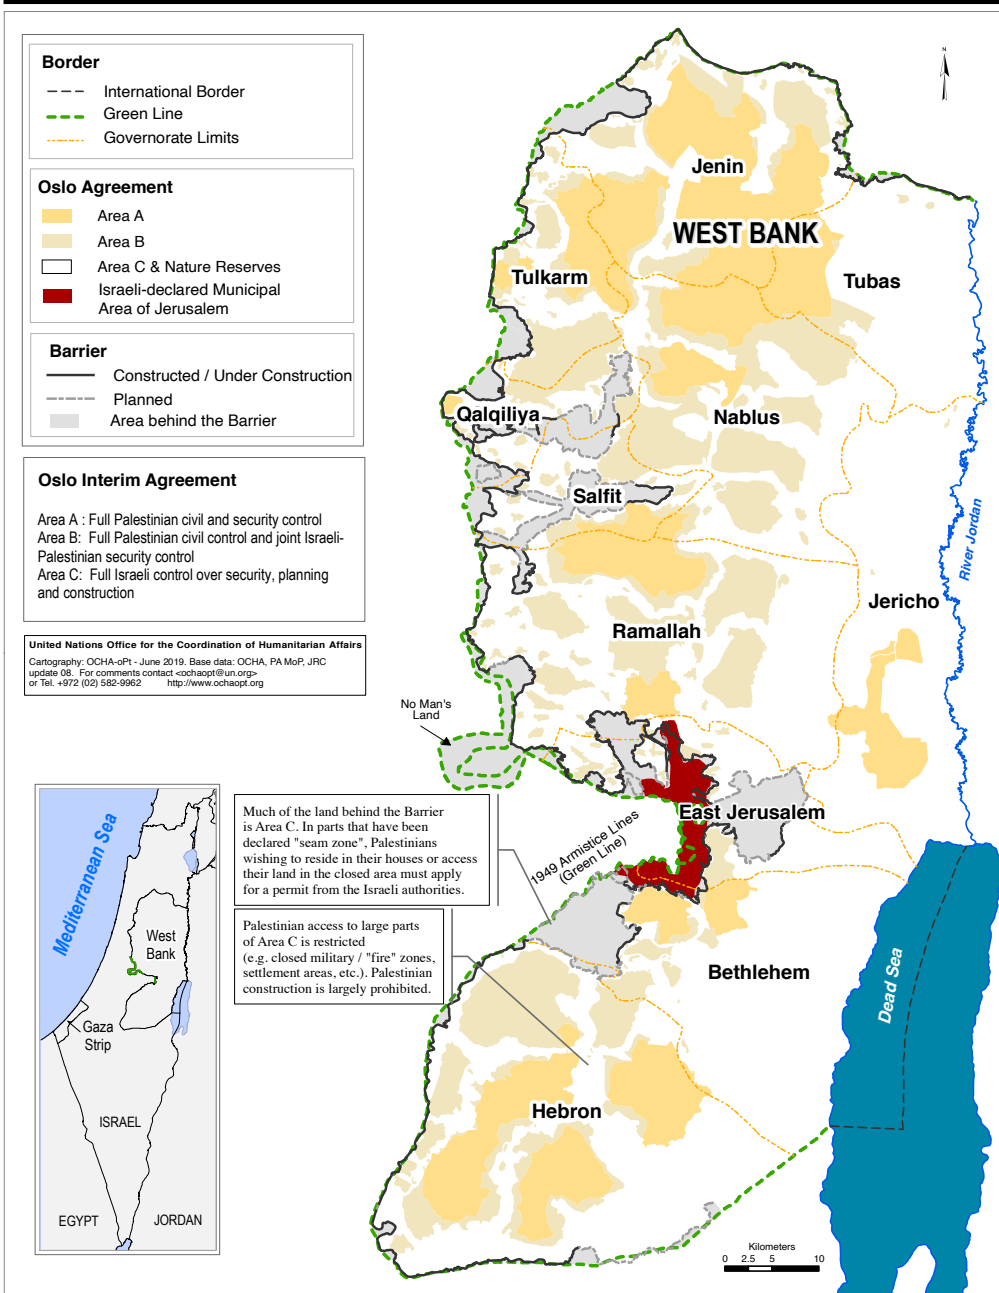 Border
International Border
Green Line
Governorate Limits
Oslo Agreement
Area A
Area B
Area C & Nature Reserves
Israeli-declared Municipal
Area of Jerusalem
Barrier
Constructed / Under Construction
Planned
Area behind the Barrier
Oslo Interim Agreement
Area A : Full Palestinian civil and security control
Area B: Full Palestinian civil control and joint Israeli-
Palestinian security control
Area C: Full Israeli control over security, planning
and construction
United Nations Office for the Coordination of Humanitarian Affairs
Cartography: OCHA-oPt - June 2019. Base data: OCHA, PA MoP, JRC
update 08. For comments contact <ochaopt@un.org>
or Tel. +972 (02) 582-9962 http://www.ochaopt.org
N
Jenin
WEST BANK
Tulkarm
Tubas
Qalqiliya
Nablus
Salfit
River Jordan
Jericho
Ramallah
No Man's
Land
East Jerusalem
1949 Armistice Lines
(Green Line)
Much of the land behind the Barrier
is Area C. In parts that have been
declared "seam zone", Palestinians
wishing to reside in their houses or access
their land in the closed area must apply
for a permit from the Israeli authorities.
Palestinian access to large parts
of Area C is restricted
(e.g. closed military / "fire" zones,
settlement areas, etc.). Palestinian
construction is largely prohibited.
Bethlehem
Dead Sea
Hebron
Mediterranean Sea
West
Bank
Gaza
Strip
ISRAEL
EGYPT
JORDAN
Kilometers
0 2.5 5 10